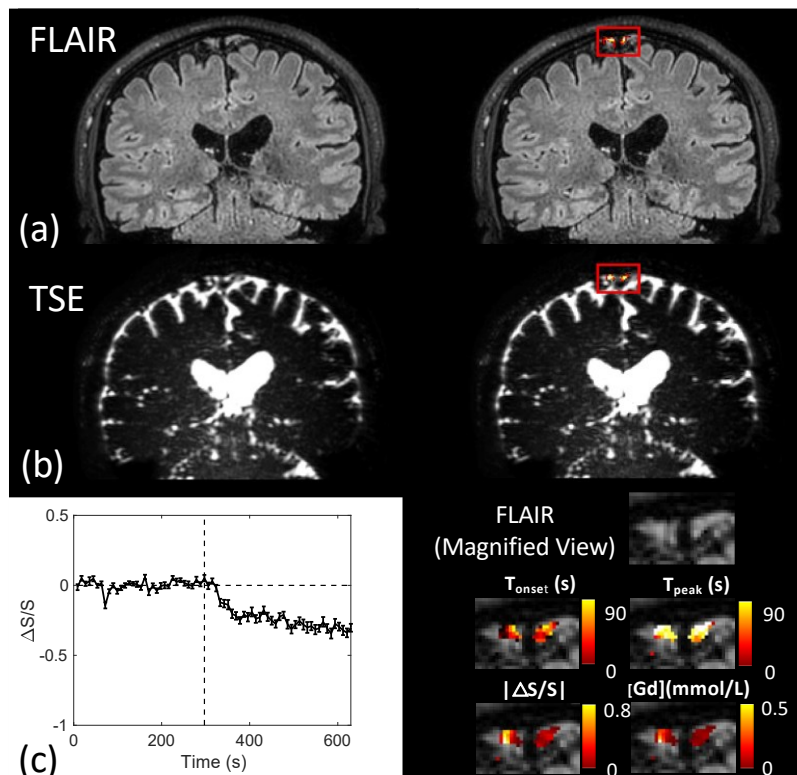 FLAIR
(a)
TSE
(b)
0.5
0
-0.5
-1
ΔS/S
0 200 400 600
Time (s)
(c)
FLAIR
(Magnified View)
Tonset (s)
Tpeak (s)
90
0
90
0
|ΔS/S|
[Gd](mmol/L)
0.8
0
0.5
0